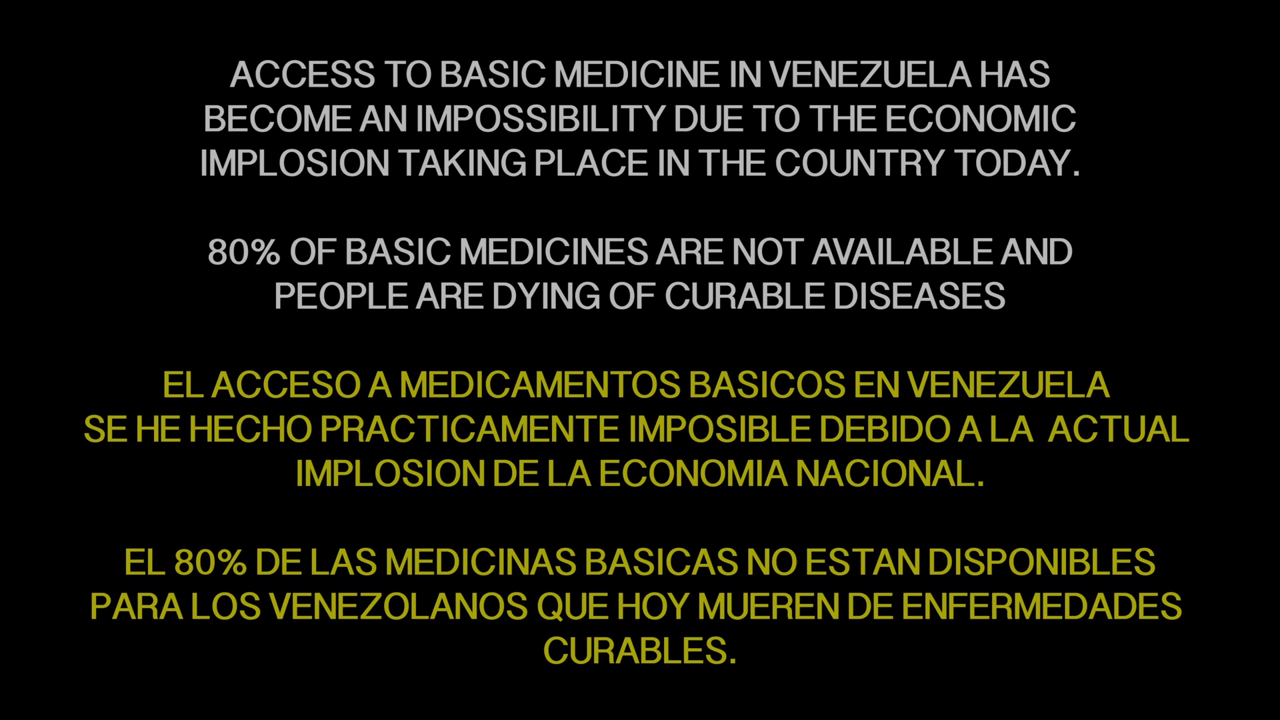 ACCESS TO BASIC MEDICINE IN VENEZUELA HAS
BECOME AN IMPOSSIBILITY DUE TO THE ECONOMIC
IMPLOSION TAKING PLACE IN THE COUNTRY TODAY.
80% OF BASIC MEDICINES ARE NOT AVAILABLE AND
PEOPLE ARE DYING OF CURABLE DISEASES
EL ACCESO A MEDICAMENTOS BASICOS EN VENEZUELA
SE HE HECHO PRACTICAMENTE IMPOSIBLE DEBIDO A LA ACTUAL
IMPLOSION DE LA ECONOMIA NACIONAL.
EL 80% DE LAS MEDICINAS BASICAS NO ESTAN DISPONIBLES
PARA LOS VENEZOLANOS QUE HOY MUEREN DE ENFERMEDADES
CURABLES.